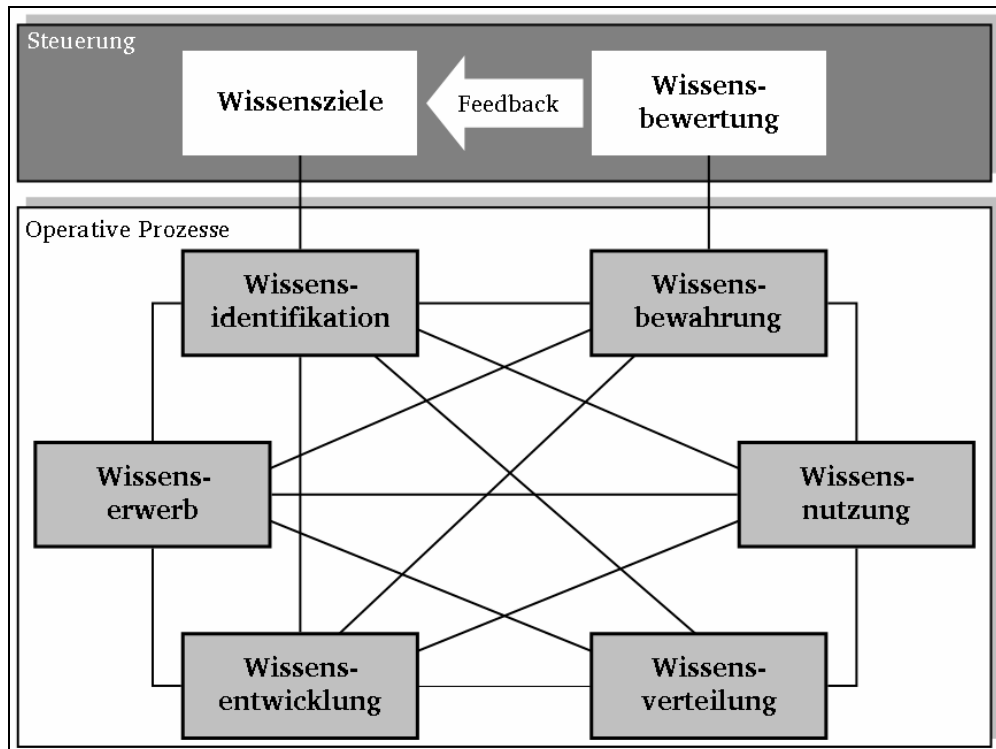 Steuerung
Wissensziele
Feedback
Wissens-
bewertung
Operative Prozesse
Wissens-
identifikation
Wissens-
bewahrung
Wissens-
erwerb
Wissens-
nutzung
Wissens-
entwicklung
Wissens-
verteilung